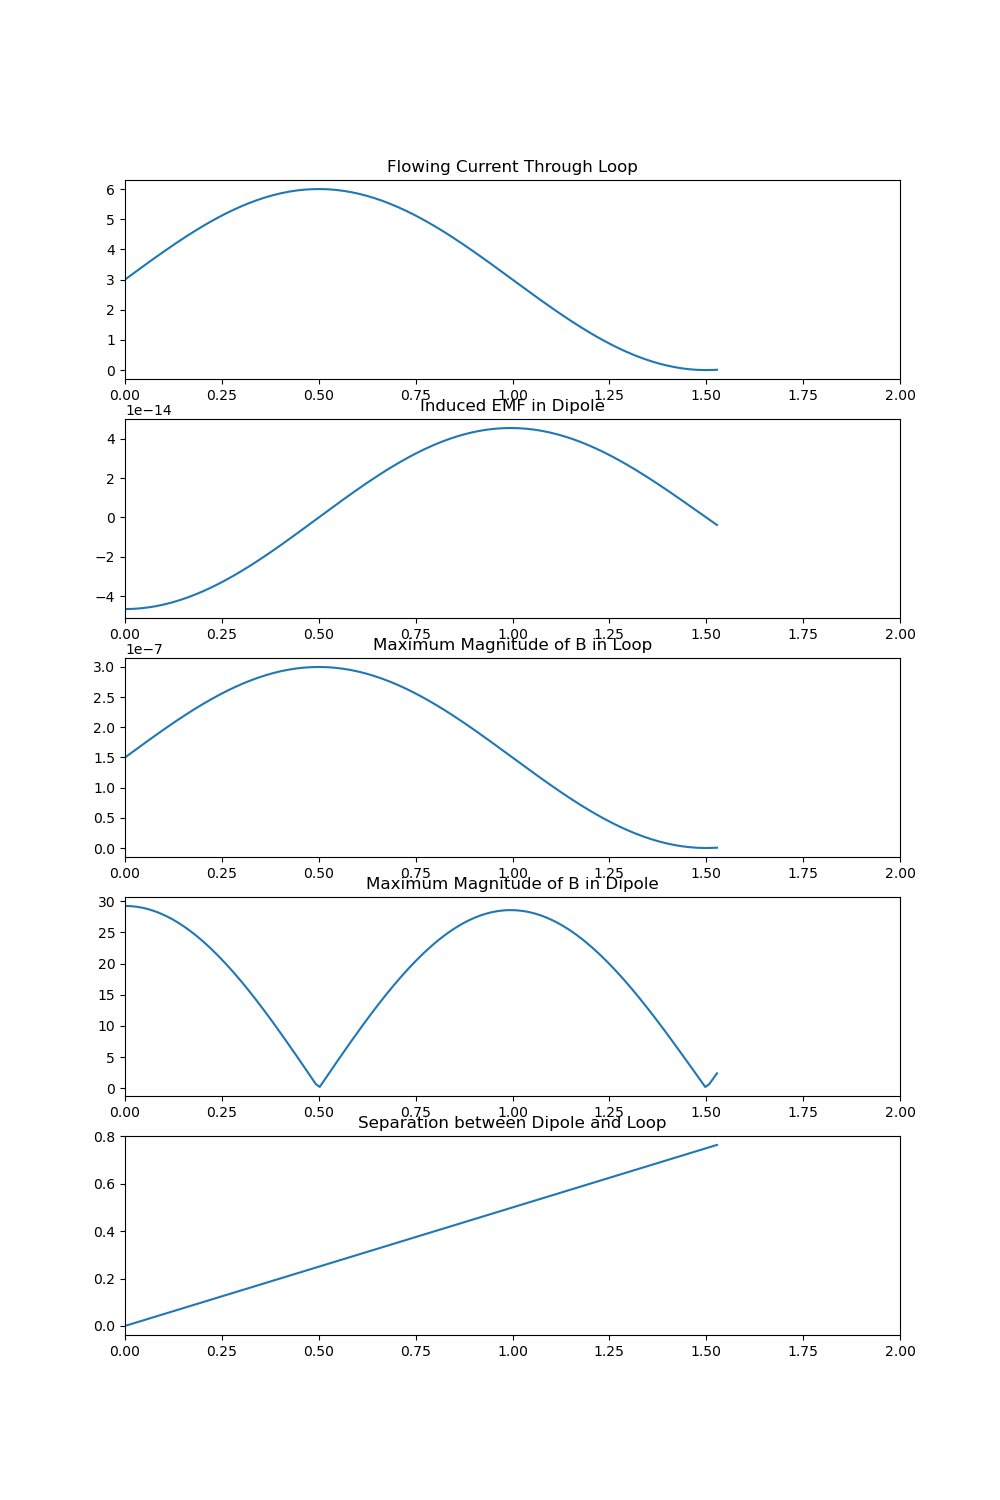 Flowing Current Through Loop
6
5
4
3
2
1
0
0.00 0.25 0.50 0.75 1.00 1.25 1.50 1.75 2.00
Induced EMF in Dipole
1e−14
4
2
0
−2
−4
0.00 0.25 0.50 0.75 1.00 1.25 1.50 1.75 2.00
Maximum Magnitude of B in Loop
1e−7
3.0
2.5
2.0
1.5
1.0
0.5
0.0
0.00 0.25 0.50 0.75 1.00 1.25 1.50 1.75 2.00
Maximum Magnitude of B in Dipole
30
25
20
15
10
5
0
0.00 0.25 0.50 0.75 1.00 1.25 1.50 1.75 2.00
Separation between Dipole and Loop
0.8
0.6
0.4
0.2
0.0
0.00 0.25 0.50 0.75 1.00 1.25 1.50 1.75 2.00